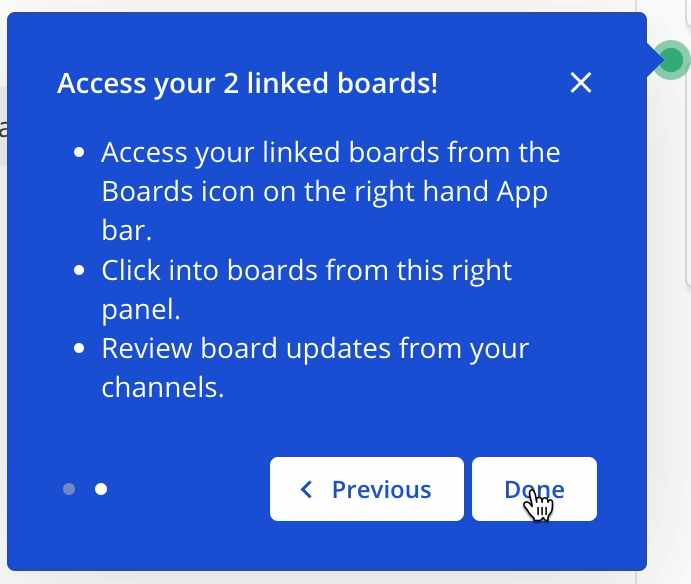 Access your 2 linked boards!
Access your linked boards from the
Boards icon on the right hand App
bar.
Click into boards from this right
panel.
Review board updates from your
channels.
Previous
Done